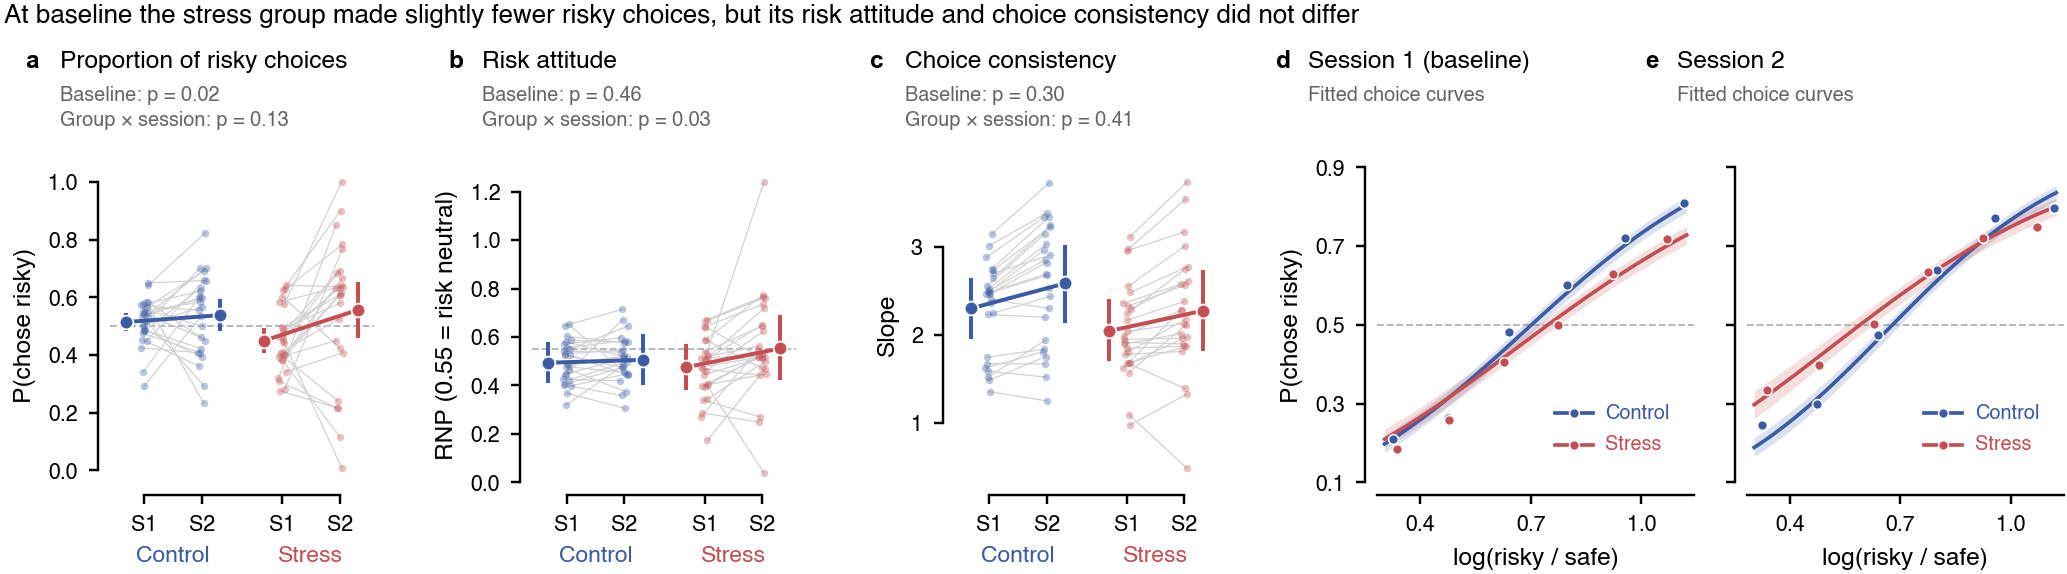 At baseline the stress group made slightly fewer risky choices, but its risk attitude and choice consistency did not differ
a Proportion of risky choices
Baseline: p = 0.02
Group × session: p = 0.13
P(chose risky)
1.0
0.8
0.6
0.4
0.2
0.0
S1 S2 S1 S2
Control Stress
b Risk attitude
Baseline: p = 0.46
Group × session: p = 0.03
RNP (0.55 = risk neutral)
1.2
1.0
0.8
0.6
0.4
0.2
0.0
S1 S2 S1 S2
Control Stress
c Choice consistency
Baseline: p = 0.30
Group × session: p = 0.41
Slope
3
2
1
S1 S2 S1 S2
Control Stress
d Session 1 (baseline)
Fitted choice curves
P(chose risky)
0.9
0.7
0.5
0.3
0.1
Control
Stress
0.4 0.7 1.0
log(risky / safe)
e Session 2
Fitted choice curves
Control
Stress
0.4 0.7 1.0
log(risky / safe)